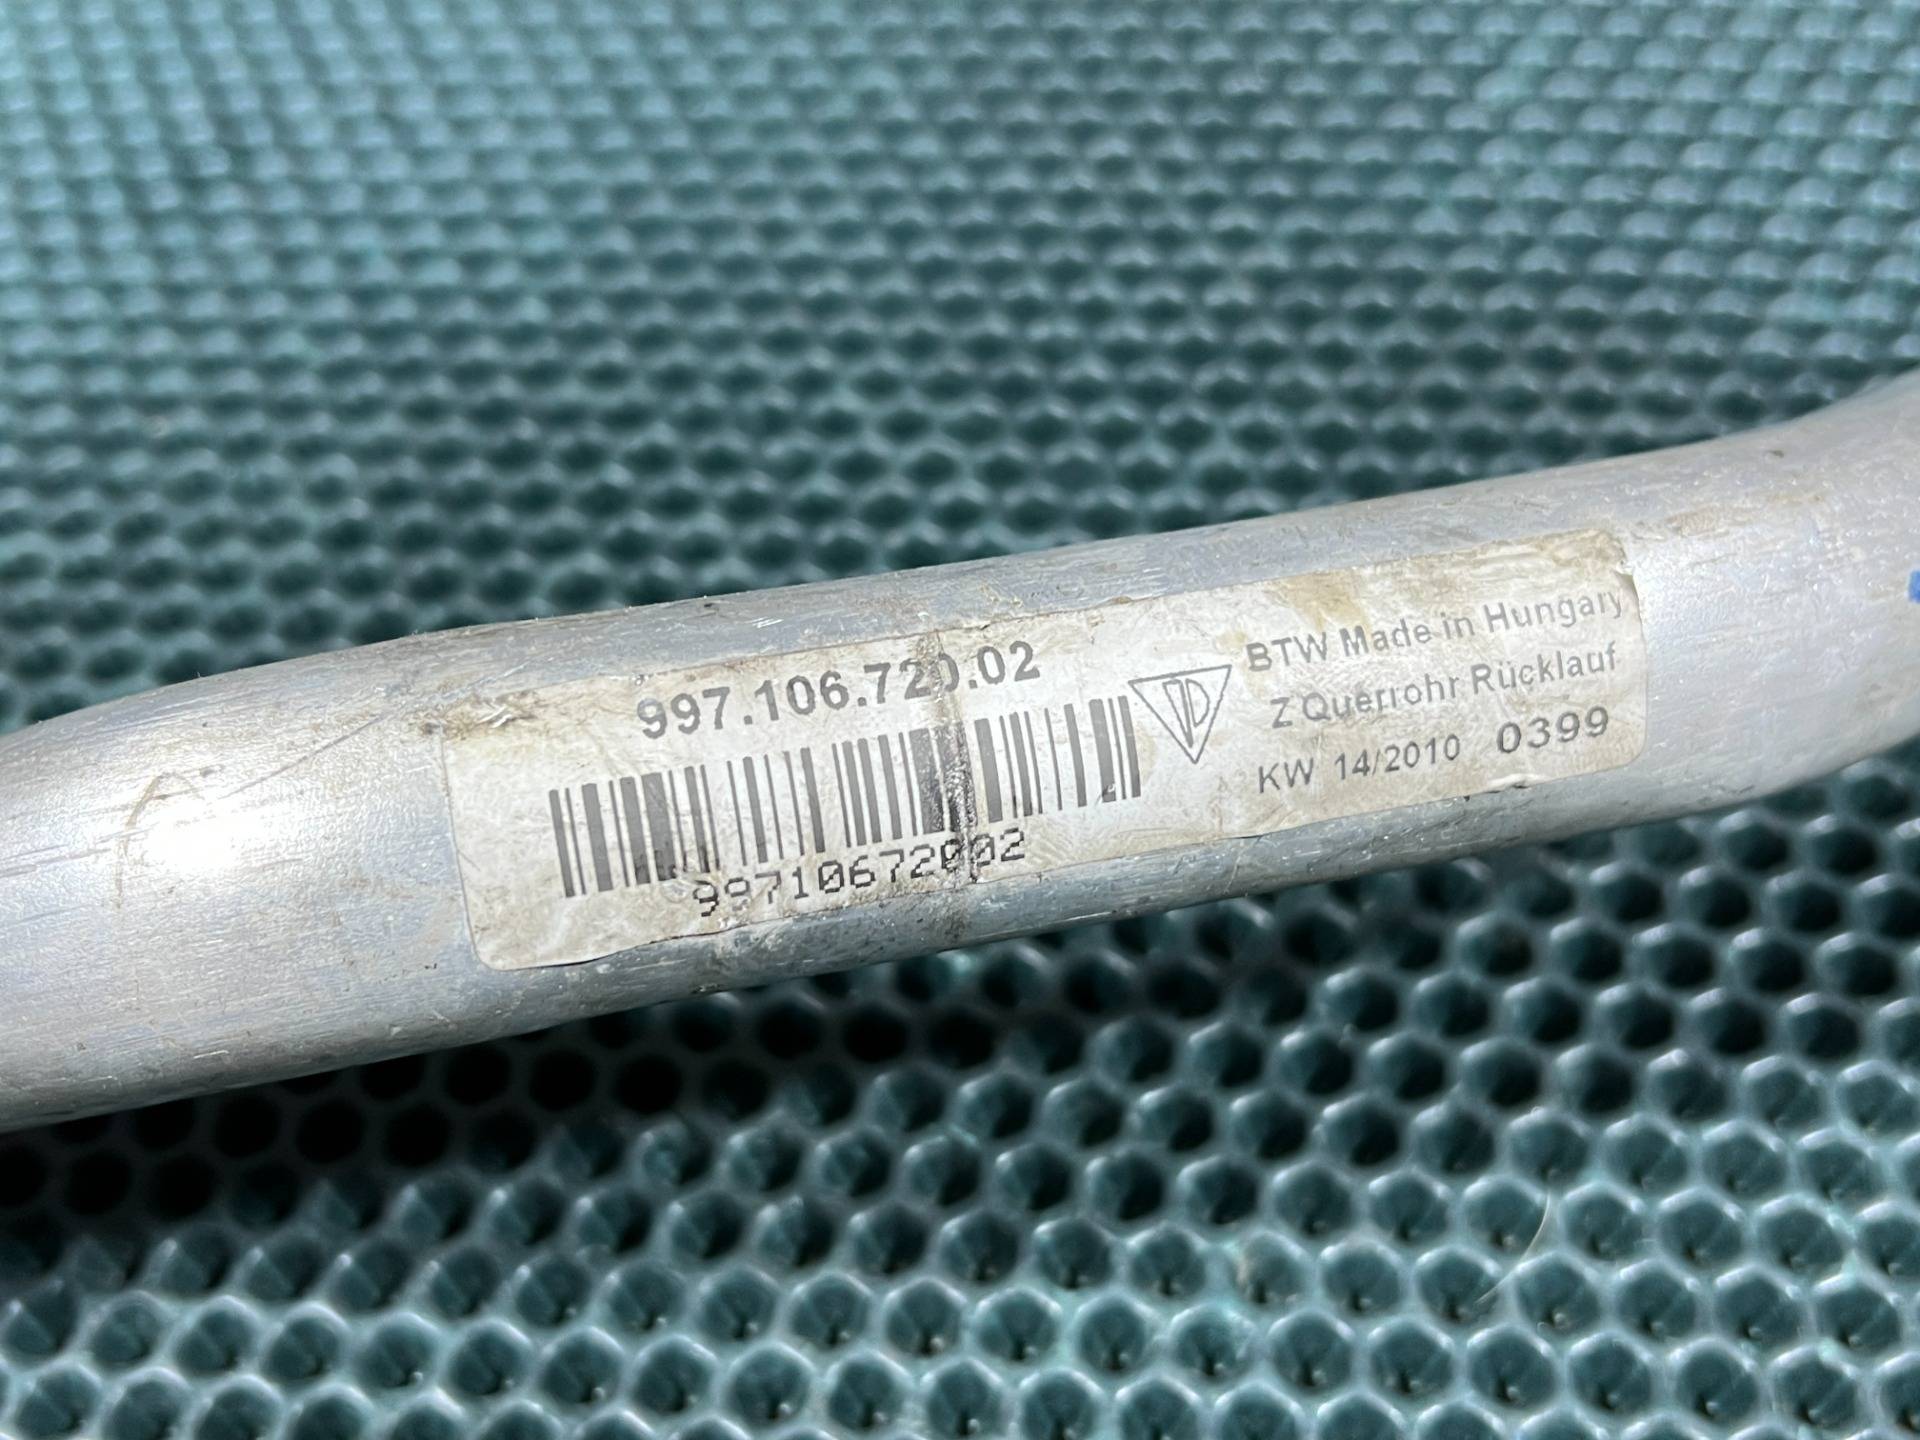 997.106.720.02
99710672002
BTW Made in Hungary
Z Querrohr Rücklauf
KW 14/2010 0399